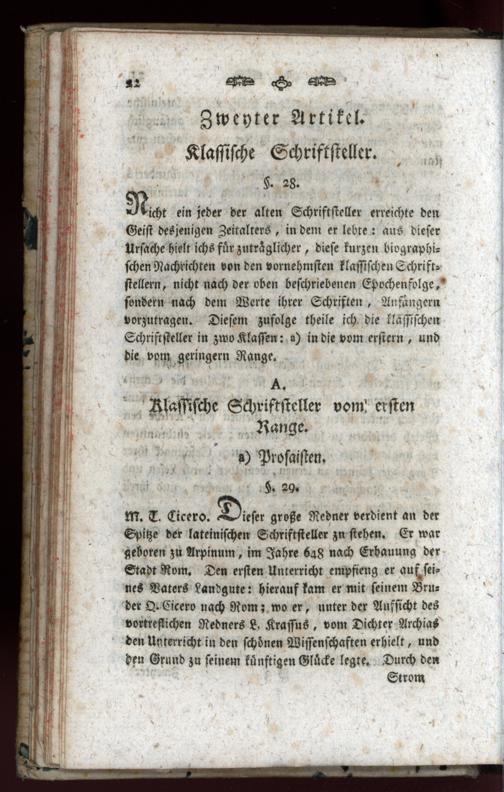 22
Zweyter Artikel.
Klassische Schriftsteller.
§. 28.
Nicht ein jeder der alten Schriftsteller erreichte den
Geist desjenigen Zeitalters, in dem er lebte: aus dieser
Ursache hielt ichs für zuträglicher, diese kurzen biographi-
schen Nachrichten von den vornehmsten klassischen Schrift-
stellern, nicht nach der oben beschriebenen Epochenfolge,
sondern nach dem Werte ihrer Schriften, Anfängern
vorzutragen. Diesem zufolge theile ich die klassischen
Schriftsteller in zwo Klassen: a) in die vom erstern, und
die vom geringern Range.
A.
Klassische Schriftsteller vom ersten
Range.
a) Prosaisten.
§. 29.
M. T. Cicero. Dieser große Redner verdient an der
Spitze der lateinischen Schriftsteller zu stehen. Er war
geboren zu Arpinum, im Jahre 648 nach Erbauung der
Stadt Rom. Den ersten Unterricht empfieng er auf sei-
nes Vaters Landgute: hierauf kam er mit seinem Bru-
der Q. Cicero nach Rom; wo er, unter der Aufsicht des
vortreflichen Redners L. Krassus, vom Dichter Archias
den Unterricht in den schönen Wissenschaften erhielt, und
den Grund zu seinem künftigen Glücke legte. Durch den
Strom